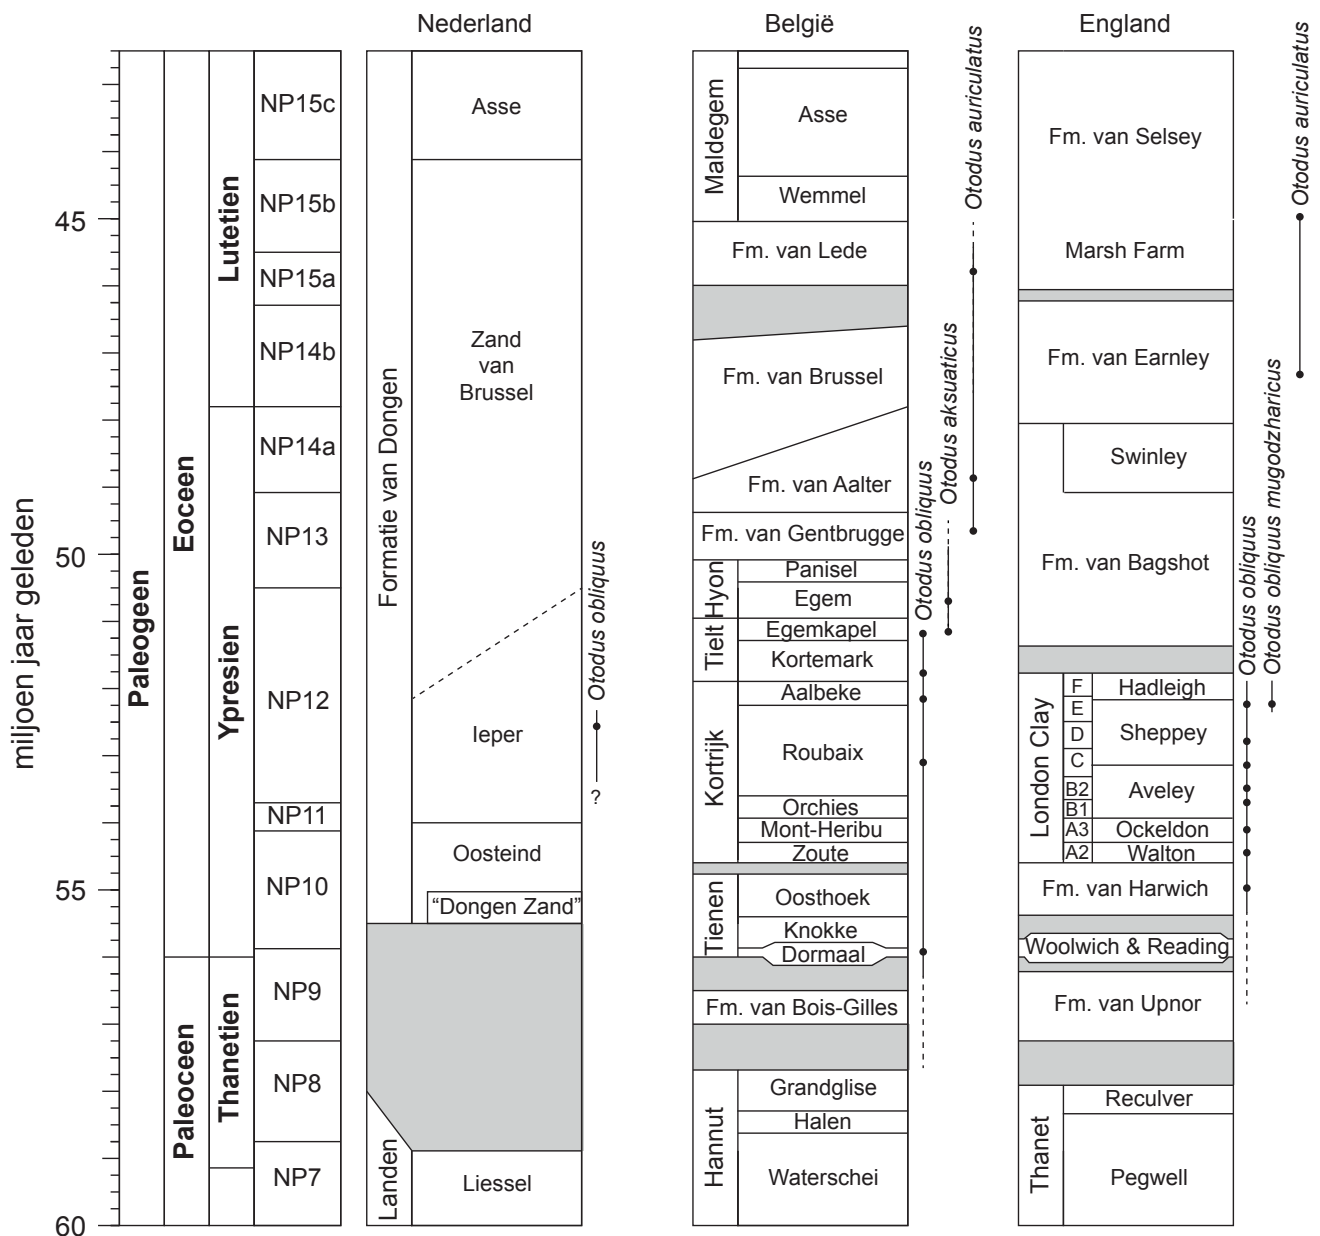 Nederland
België
England
miljoen jaar geleden
45
50
55
60
Paleogeen
Eoceen
Paleoceen
Lutetien
Ypresien
Thanetien
NP15c
NP15b
NP15a
NP14b
NP14a
NP13
NP12
NP11
NP10
NP9
NP8
NP7
Formatie van Dongen
Landen
Asse
Zand
van
Brussel
Ieper
Oosteind
“Dongen Zand”
Liessel
Otodus obliquus
?
Maldegem
Asse
Wemmel
Fm. van Lede
Fm. van Brussel
Fm. van Aalter
Fm. van Gentbrugge
Hyon
Panisel
Egem
Tielt
Egemkapel
Kortemark
Kortrijk
Aalbeke
Roubaix
Orchies
Mont-Heribu
Zoute
Tienen
Oosthoek
Knokke
Dormaal
Fm. van Bois-Gilles
Hannut
Grandglise
Halen
Waterschei
Otodus obliquus
Otodus aksuaticus
Otodus auriculatus
Fm. van Selsey
Marsh Farm
Fm. van Earnley
Swinley
Fm. van Bagshot
London Clay
F
E
D
C
B2
B1
A3
A2
Hadleigh
Sheppey
Aveley
Ockeldon
Walton
Fm. van Harwich
Woolwich & Reading
Fm. van Upnor
Thanet
Reculver
Pegwell
Otodus obliquus
Otodus obliquus mugodzharicus
Otodus auriculatus